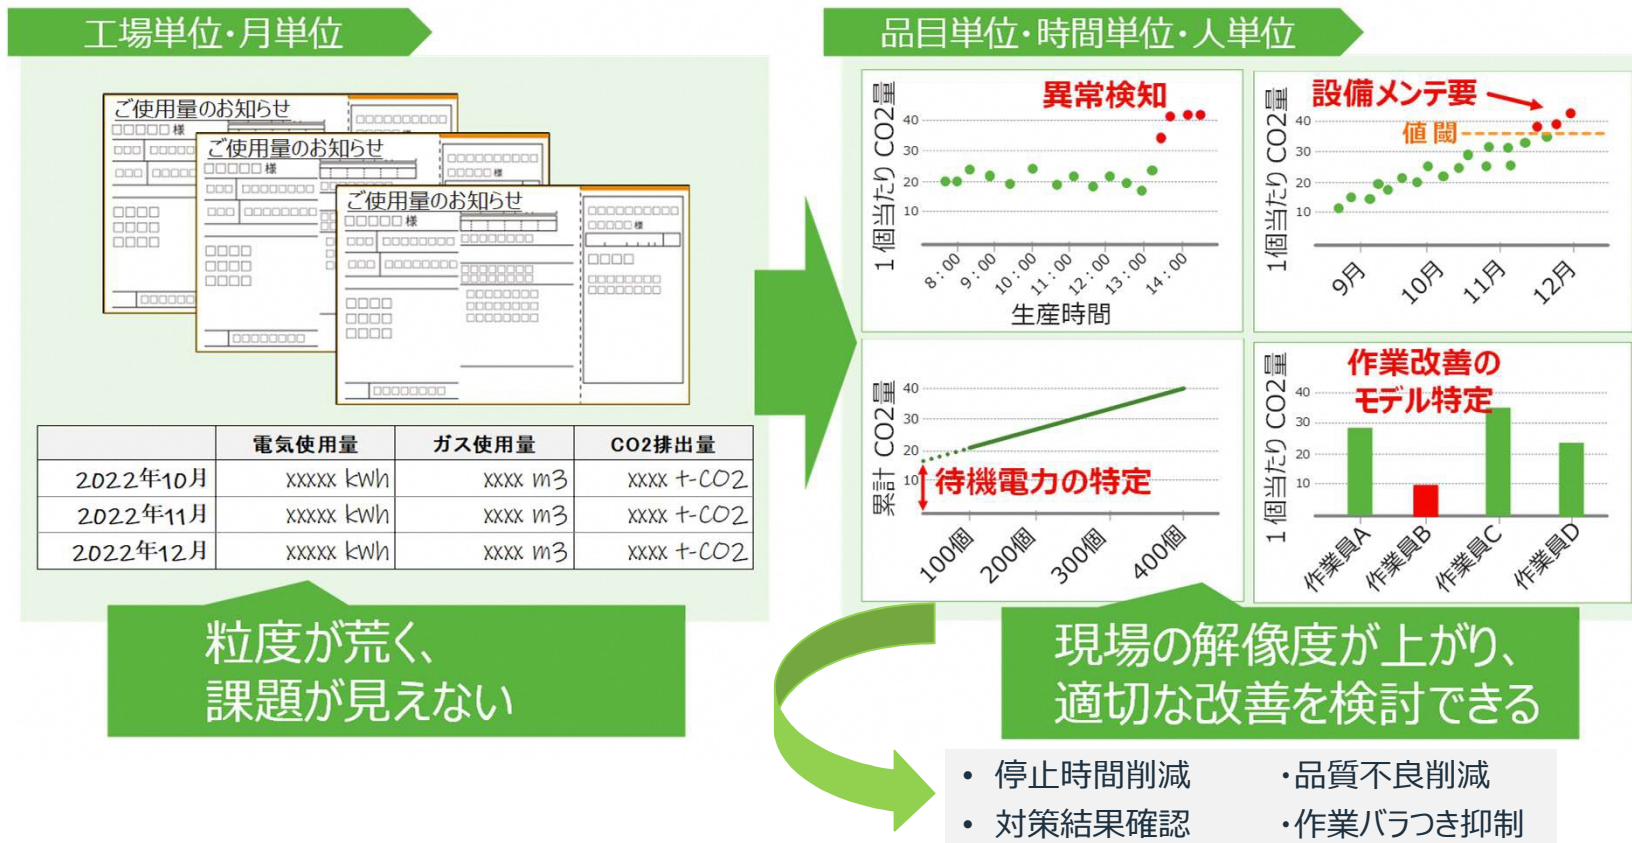 工場単位・月単位
ご使用量のお知らせ
□□□□□ 様
ご使用量のお知らせ
□□□□□ 様
ご使用量のお知らせ
□□□□□ 様
□□□□□ 様
電気使用量 ガス使用量 CO2排出量
2022年10月 xxxxx kwh xxxx m3 xxxx t-CO2
2022年11月 xxxxx kwh xxxx m3 xxxx t-CO2
2022年12月 xxxxx kwh xxxx m3 xxxx t-CO2
粒度が荒く、
課題が見えない
品目単位・時間単位・人単位
異常検知
1個当たり CO2量
40
30
20
10
8:00 9:00 10:00 11:00 12:00 13:00 14:00
生産時間
設備メンテ要
値閾
1個当たり CO2量
40
30
20
10
9月 10月 11月 12月
累計 CO2量
40
30
20
10
待機電力の特定
100個 200個 300個 400個
作業改善の
モデル特定
1個当たり CO2量
40
30
20
10
作業員A 作業員B 作業員C 作業員D
現場の解像度が上がり、
適切な改善を検討できる
• 停止時間削減 ・品質不良削減
• 対策結果確認 ・作業バラつき抑制